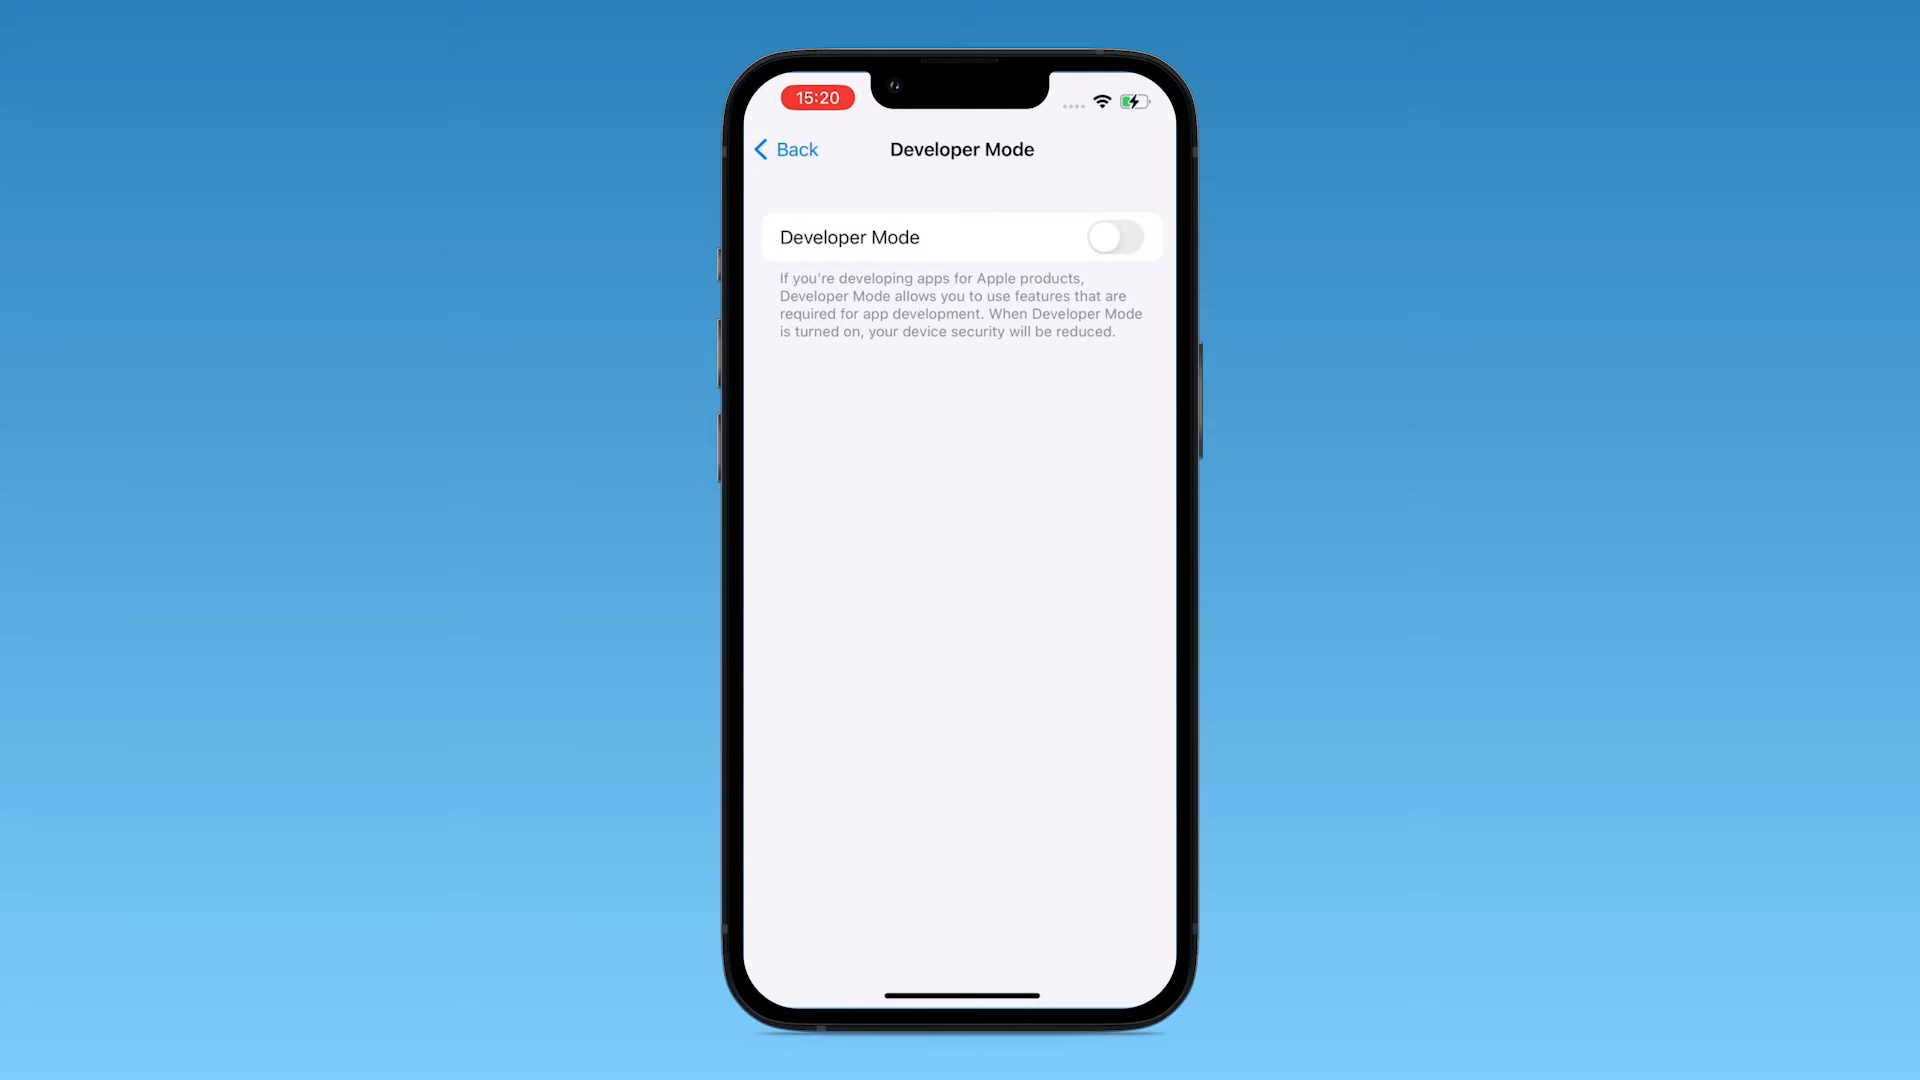 15:20
Back
Developer Mode
Developer Mode
If you're developing apps for Apple products,
Developer Mode allows you to use features that are
required for app development. When Developer Mode
is turned on, your device security will be reduced.